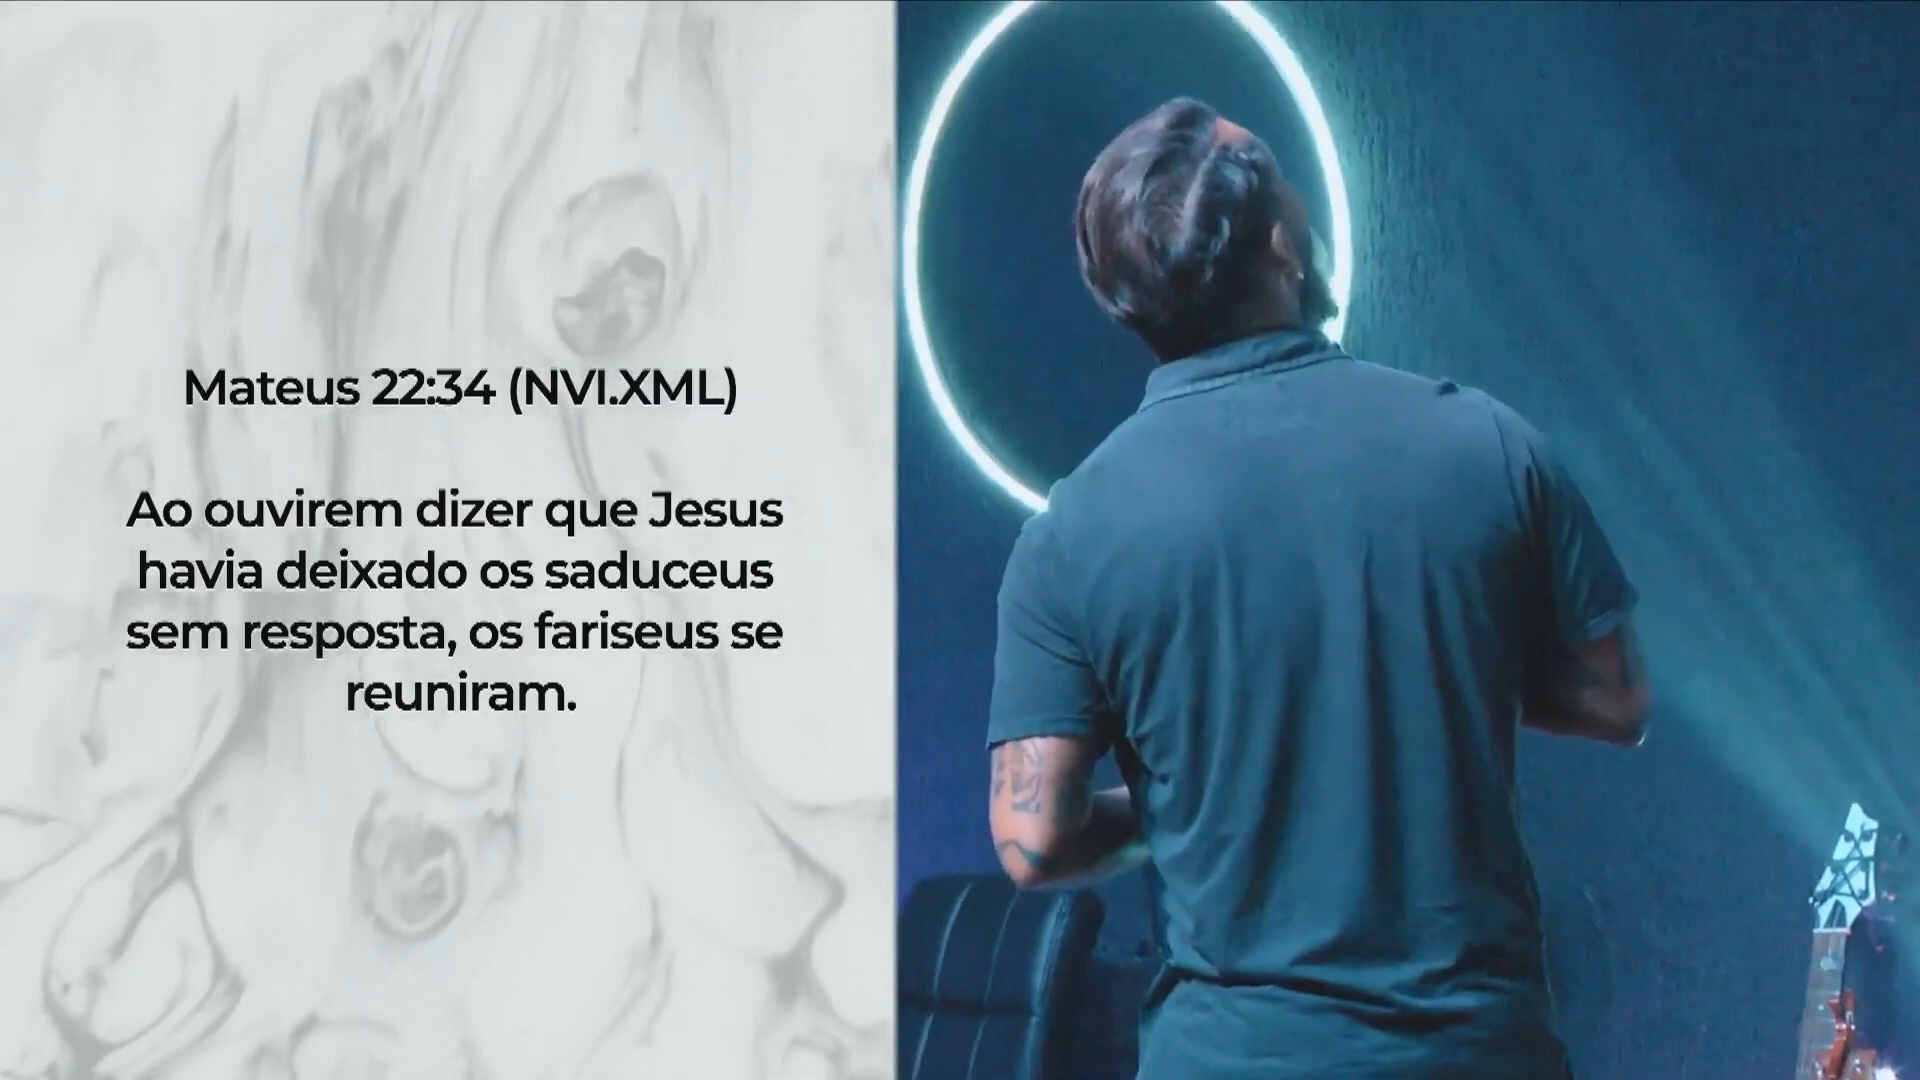 Mateus 22:34 (NVI.XML)
Ao ouvirem dizer que Jesus
havia deixado os saduceus
sem resposta, os fariseus se
reuniram.